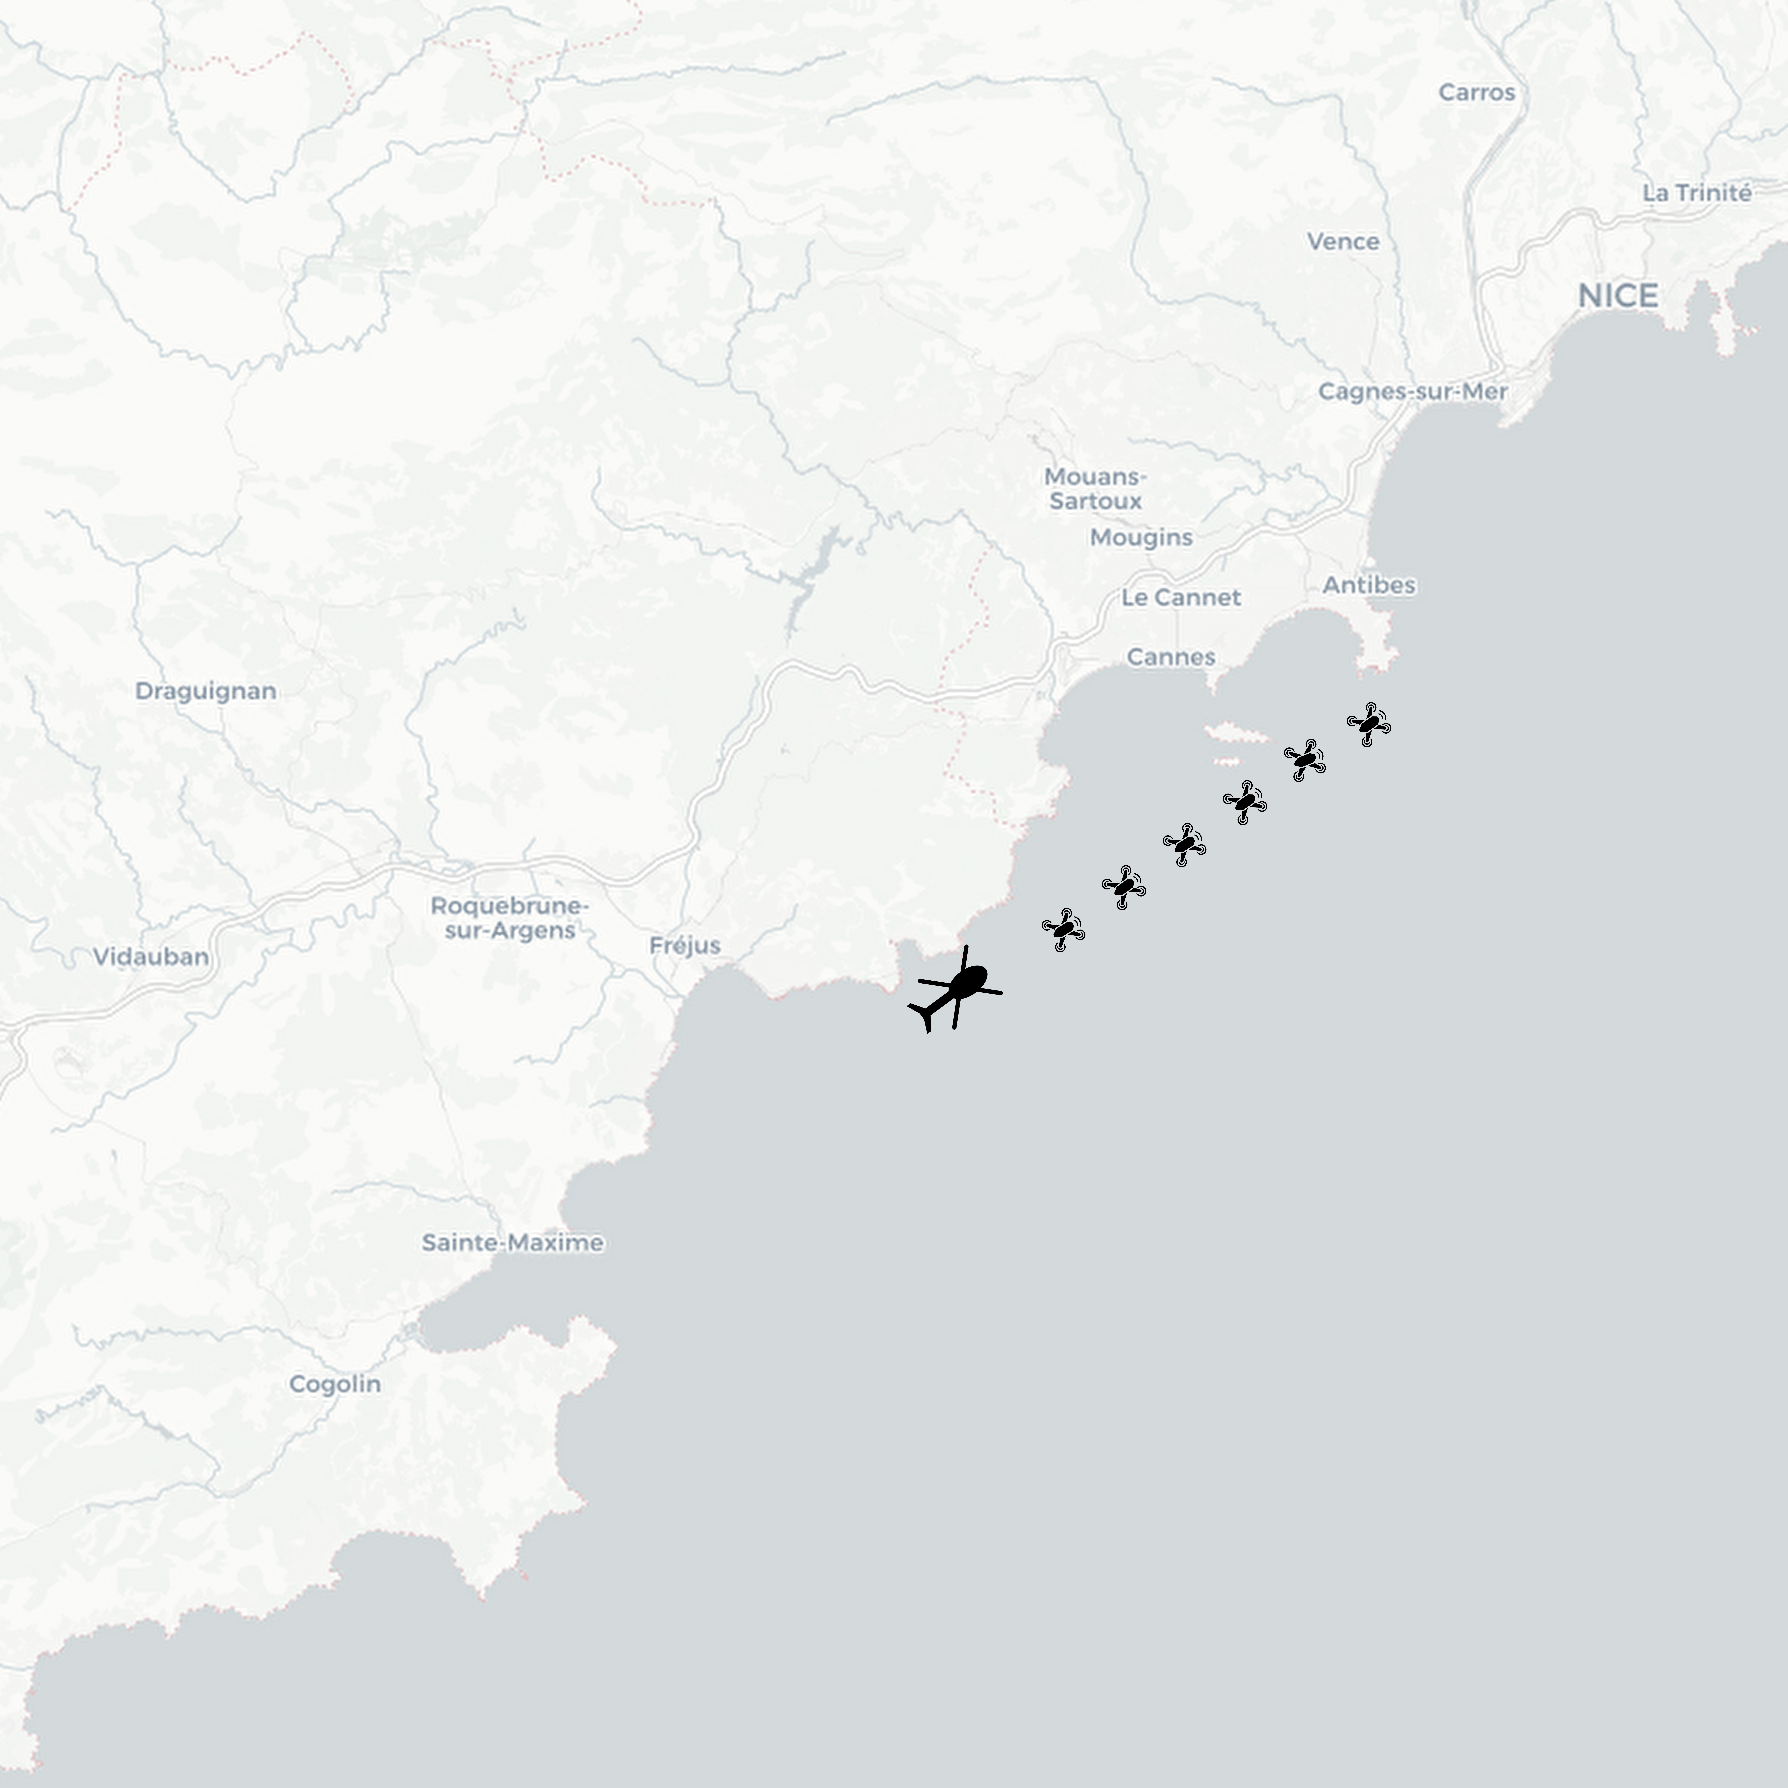 Carros
La Trinité
Vence
NICE
Cagnes-sur-Mer
Mouans-
Sartoux
Mougins
Antibes
Le Cannet
Cannes
Draguignan
Roquebrune-
sur-Argens
Fréjus
Vidauban
Sainte-Maxime
Cogolin